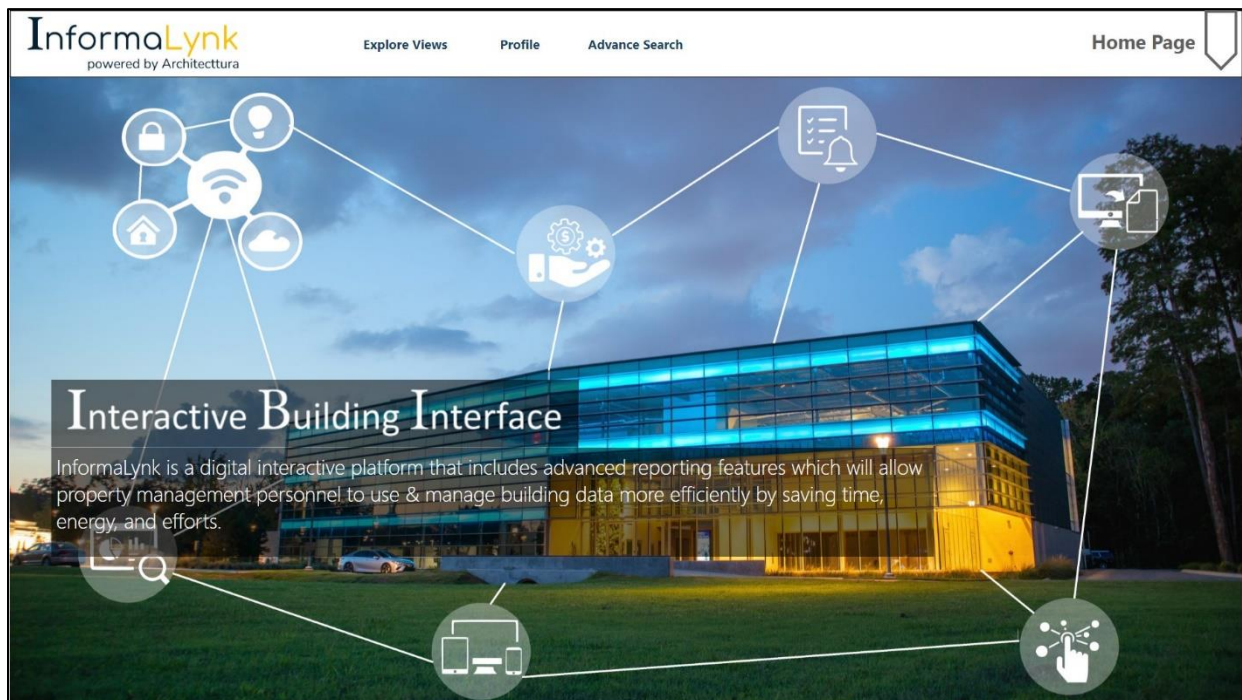 InformaLynk
powered by Architecttura
Explore Views
Profile
Advance Search
Home Page
Interactive Building Interface
InformaLynk is a digital interactive platform that includes advanced reporting features which will allow
property management personnel to use & manage building data more efficiently by saving time,
energy, and efforts.